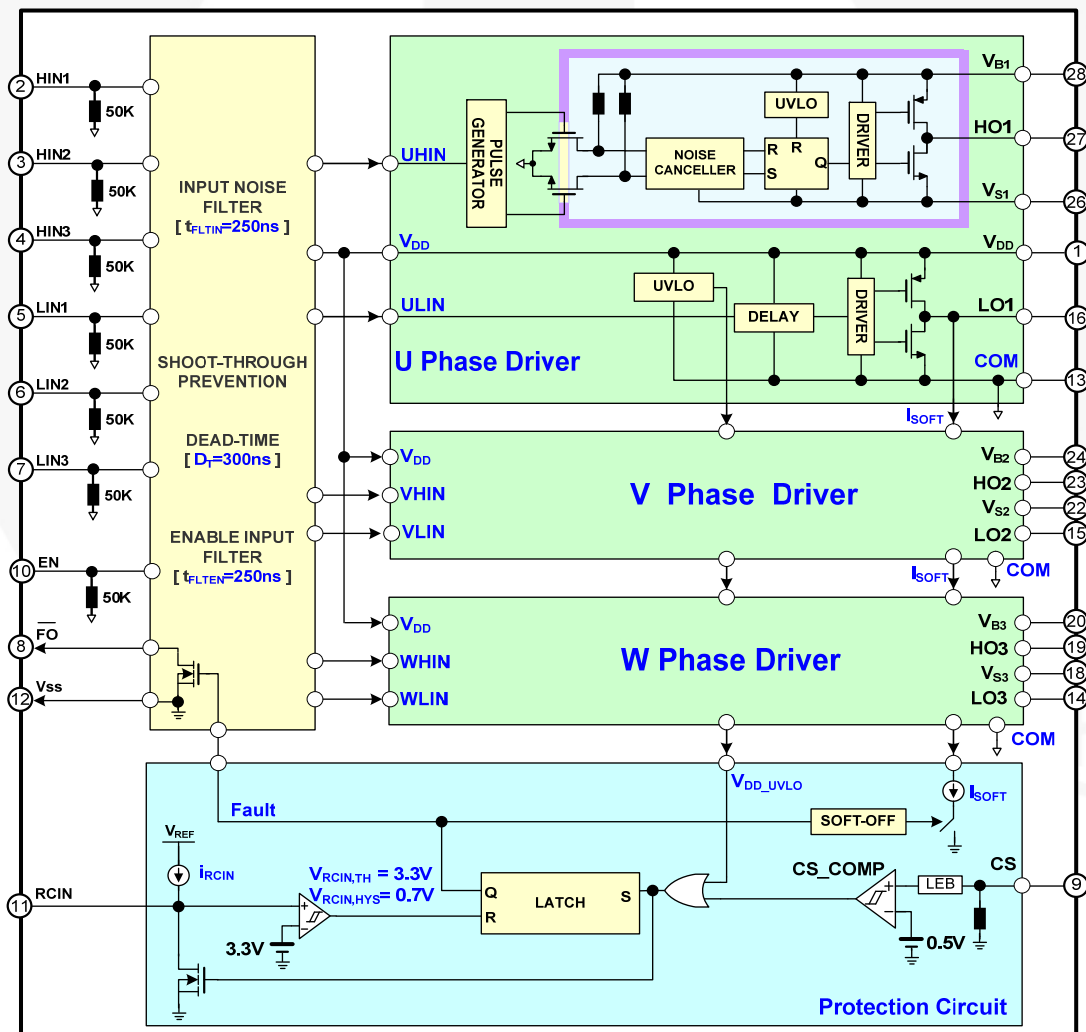 2 HIN1
50K
3 HIN2
50K
4 HIN3
50K
5 LIN1
50K
6 LIN2
50K
7 LIN3
50K
10 EN
50K
8 FO
12 Vss
11 RCIN
INPUT NOISE
FILTER
[ tFLTIN=250ns ]
SHOOT-THROUGH
PREVENTION
DEAD-TIME
[ DT=300ns ]
ENABLE INPUT
FILTER
[ tFLTEN=250ns ]
UHIN
PULSE
GENERATOR
NOISE
CANCELLER
UVLO
R
R
S
Q
DRIVER
VB1 28
HO1 27
VS1 26
VDD
VDD 1
UVLO
ULIN
DELAY
DRIVER
LO1 16
COM 13
U Phase Driver
ISOFT
VDD
VHIN
VLIN
V Phase Driver
VB2 24
HO2 23
VS2 22
LO2 15
ISOFT
COM
VDD
WHIN
WLIN
W Phase Driver
VB3 20
HO3 19
VS3 18
LO3 14
COM
VDD_UVLO
ISOFT
Fault
SOFT-OFF
VREF
iRCIN
VRCIN,TH = 3.3V
VRCIN,HYS = 0.7V
3.3V
Q
R
LATCH
S
CS_COMP
LEB
CS 9
0.5V
Protection Circuit